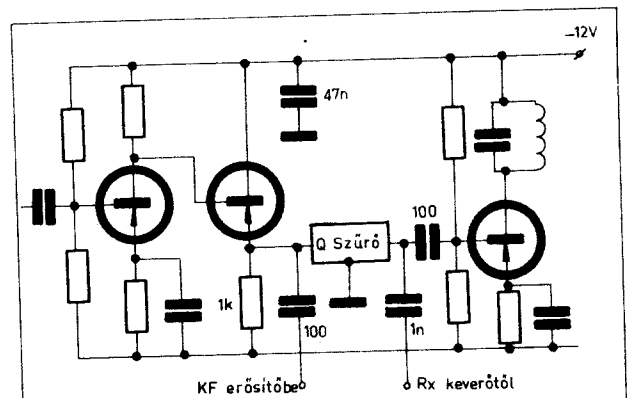 –12V
47n
100
Q Szűrő
1k
100
1n
KF erősítőbe
Rx keverőtől